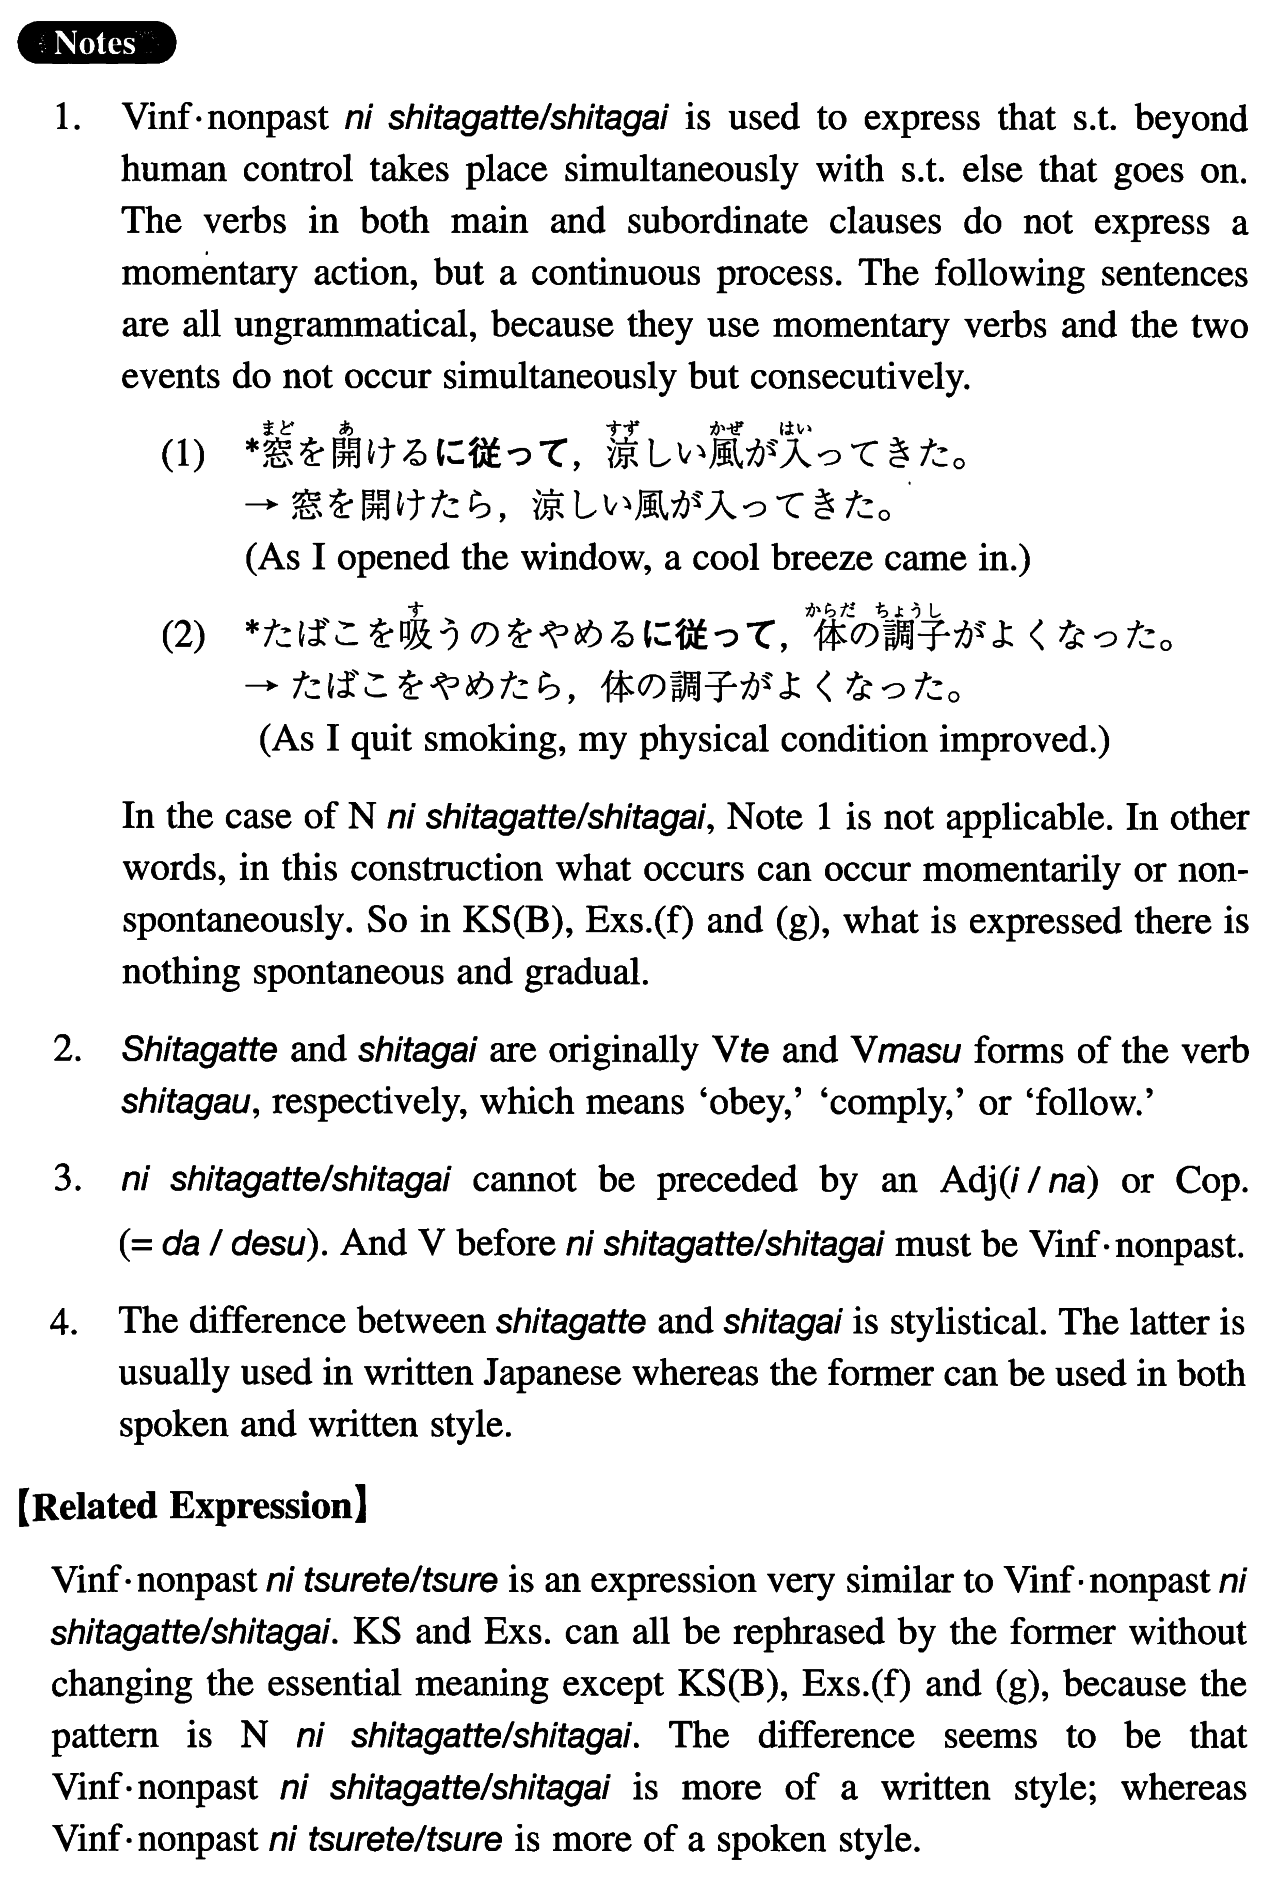 Notes
1. Vinf·nonpast ni shitagatte/shitagai is used to express that s.t. beyond
human control takes place simultaneously with s.t. else that goes on.
The verbs in both main and subordinate clauses do not express a
momentary action, but a continuous process. The following sentences
are all ungrammatical, because they use momentary verbs and the two
events do not occur simultaneously but consecutively.
まど あ すず かぜ はい
(1) *窓を開けるに従って，涼しい風が入ってきた。
→ 窓を開けたら，涼しい風が入ってきた。
(As I opened the window, a cool breeze came in.)
す からだ ちょうし
(2) *たばこを吸うのをやめるに従って，体の調子がよくなった。
→ たばこをやめたら，体の調子がよくなった。
(As I quit smoking, my physical condition improved.)
In the case of N ni shitagatte/shitagai, Note 1 is not applicable. In other
words, in this construction what occurs can occur momentarily or non-
spontaneously. So in KS(B), Exs.(f) and (g), what is expressed there is
nothing spontaneous and gradual.
2. Shitagatte and shitagai are originally Vte and Vmasu forms of the verb
shitagau, respectively, which means ‘obey,’ ‘comply,’ or ‘follow.’
3. ni shitagatte/shitagai cannot be preceded by an Adj(i / na) or Cop.
(= da / desu). And V before ni shitagatte/shitagai must be Vinf·nonpast.
4. The difference between shitagatte and shitagai is stylistical. The latter is
usually used in written Japanese whereas the former can be used in both
spoken and written style.
【Related Expression】
Vinf·nonpast ni tsurete/tsure is an expression very similar to Vinf·nonpast ni
shitagatte/shitagai. KS and Exs. can all be rephrased by the former without
changing the essential meaning except KS(B), Exs.(f) and (g), because the
pattern is N ni shitagatte/shitagai. The difference seems to be that
Vinf·nonpast ni shitagatte/shitagai is more of a written style; whereas
Vinf·nonpast ni tsurete/tsure is more of a spoken style.